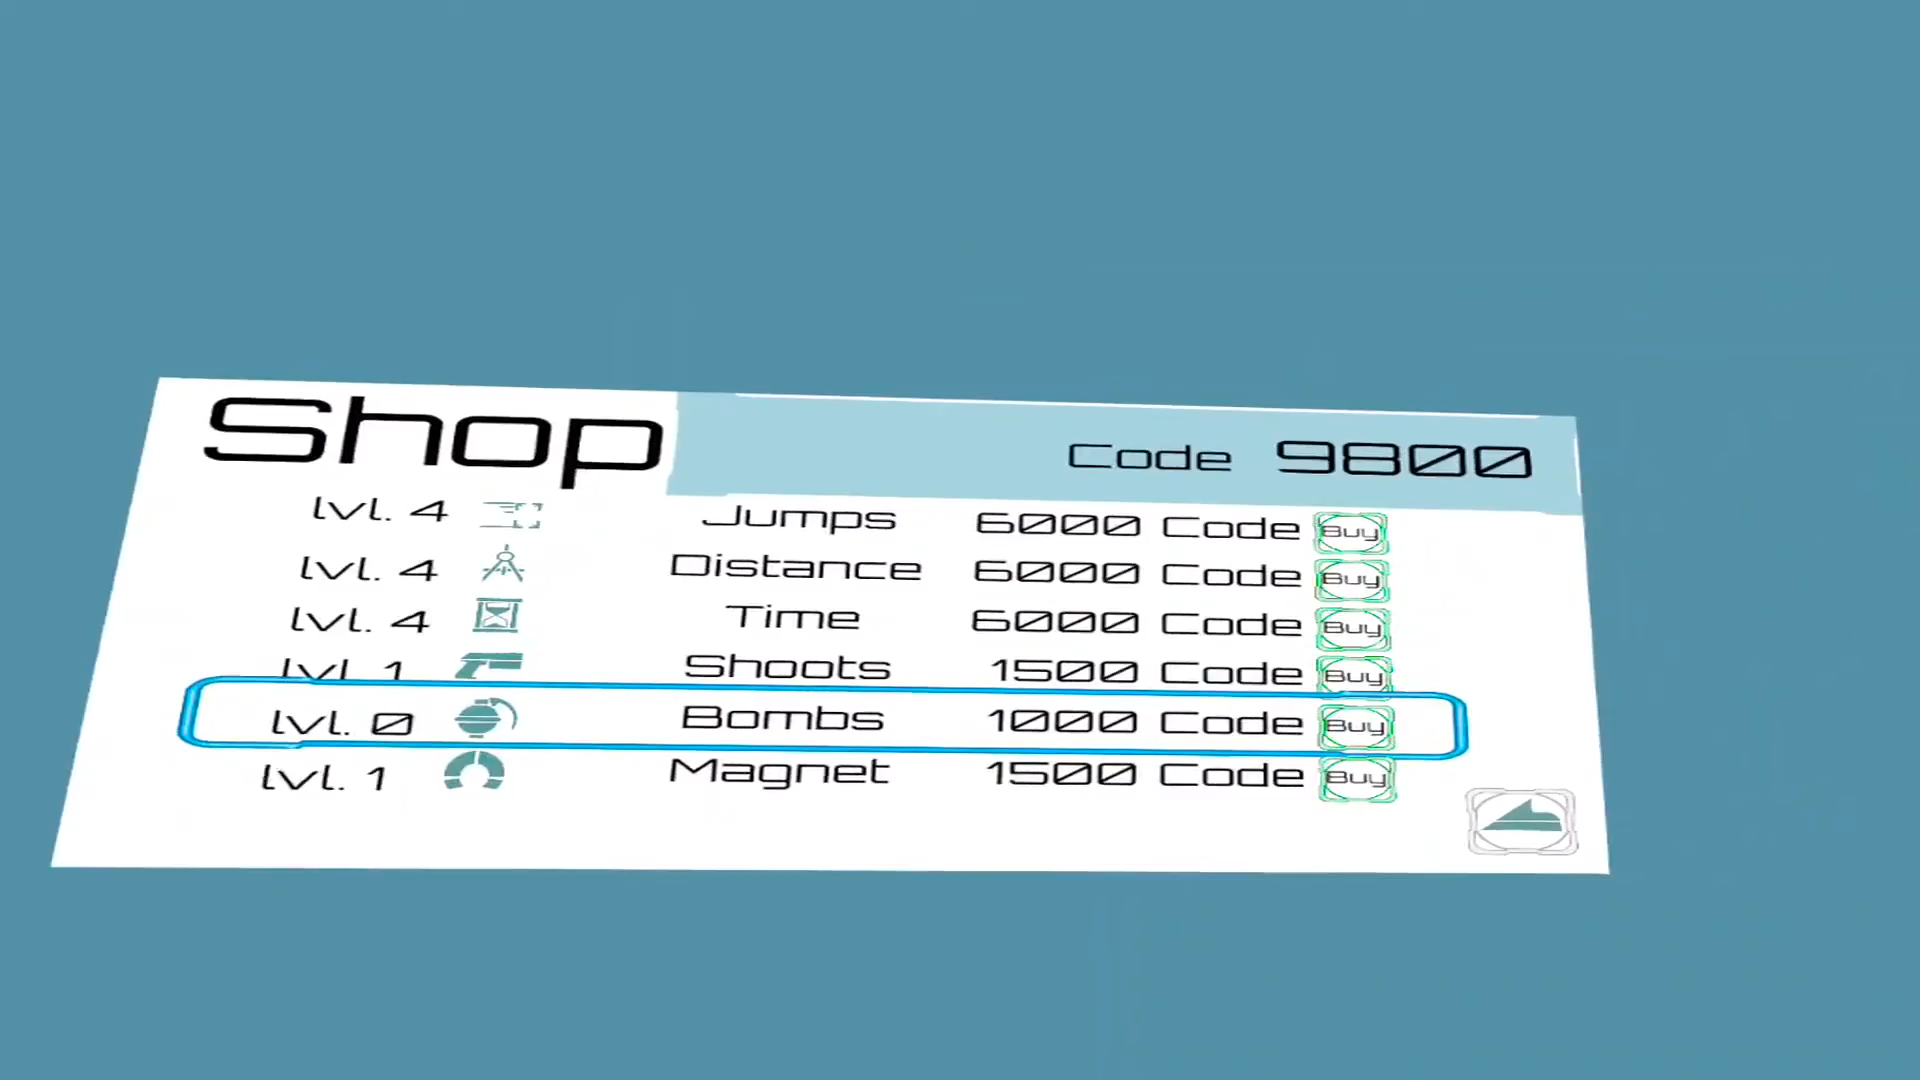 Shop
Code 9800
lvl. 4 Jumps 6000 Code Buy
lvl. 4 Distance 6000 Code Buy
lvl. 4 Time 6000 Code Buy
lvl. 1 Shoots 1500 Code Buy
lvl. 0 Bombs 1000 Code Buy
lvl. 1 Magnet 1500 Code Buy